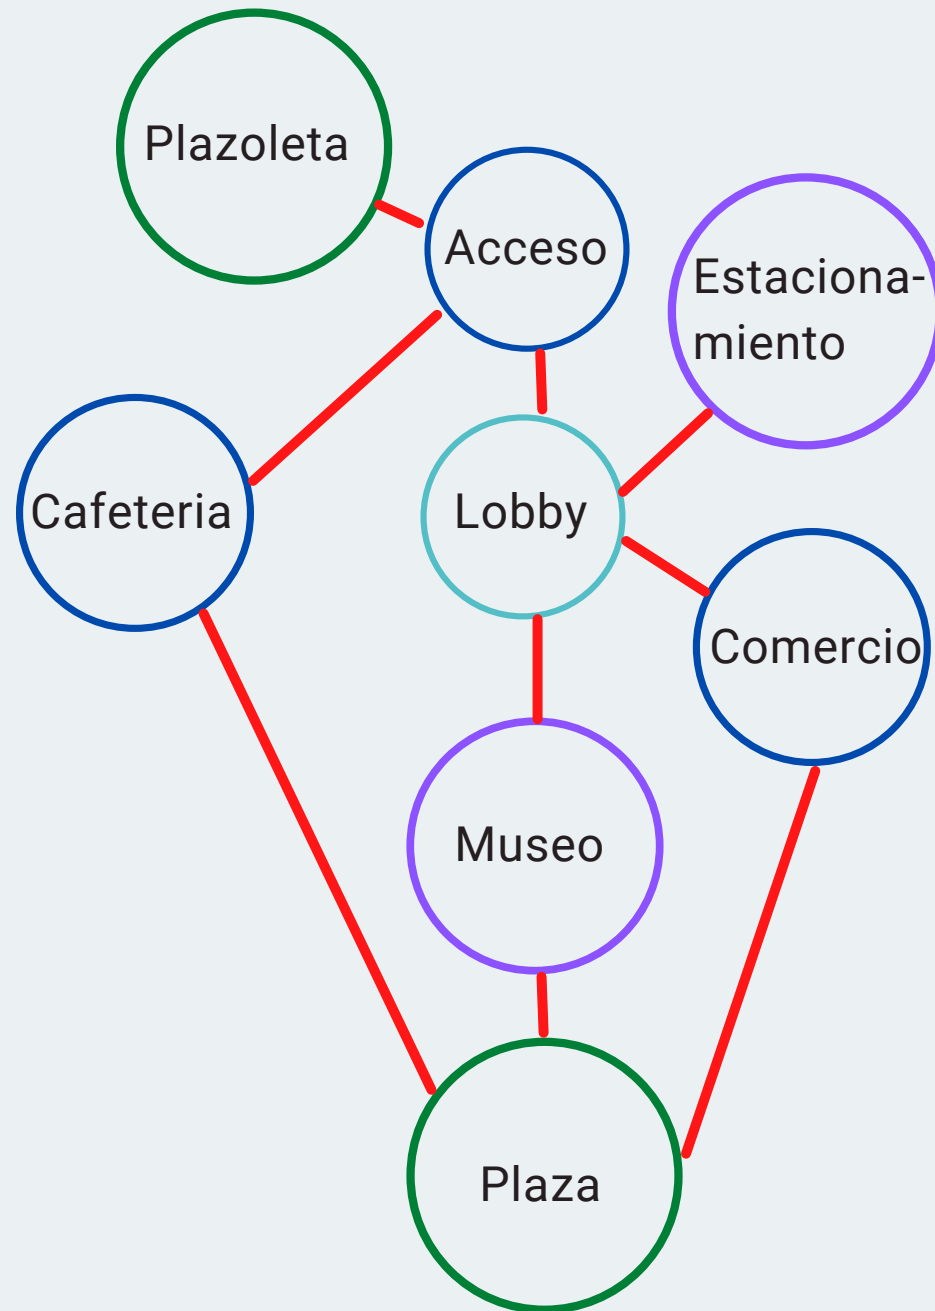 Plazoleta
Acceso
Estaciona-
miento
Cafeteria
Lobby
Comercio
Museo
Plaza